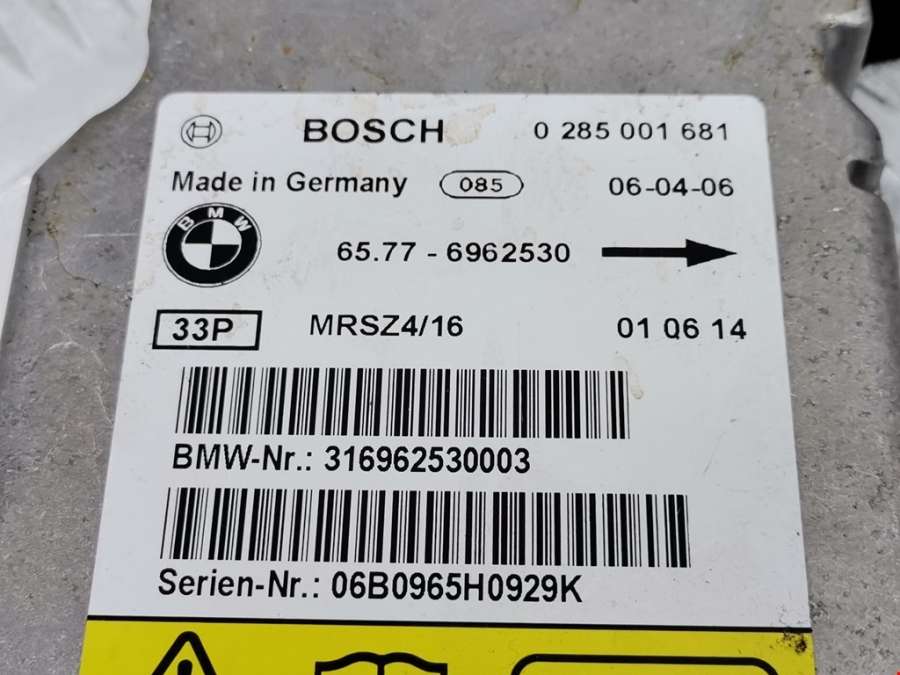 BOSCH 0 285 001 681
Made in Germany 085 06-04-06
BMW 65.77 - 6962530
33P MRSZ4/16 01 06 14
BMW-Nr.: 316962530003
Serien-Nr.: 06B0965H0929K